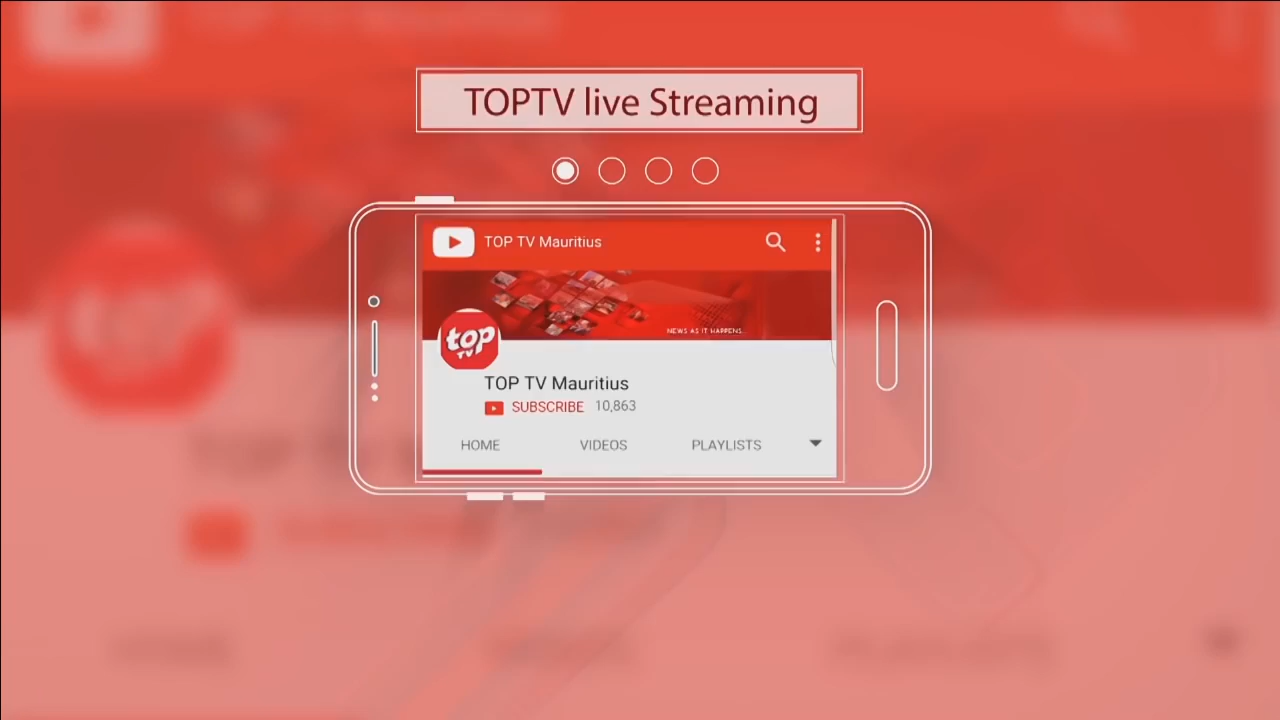 TOPTV live Streaming
TOP TV Mauritius
NEWS AS IT HAPPENS...
top
TV
TOP TV Mauritius
SUBSCRIBE 10,863
HOME VIDEOS PLAYLISTS